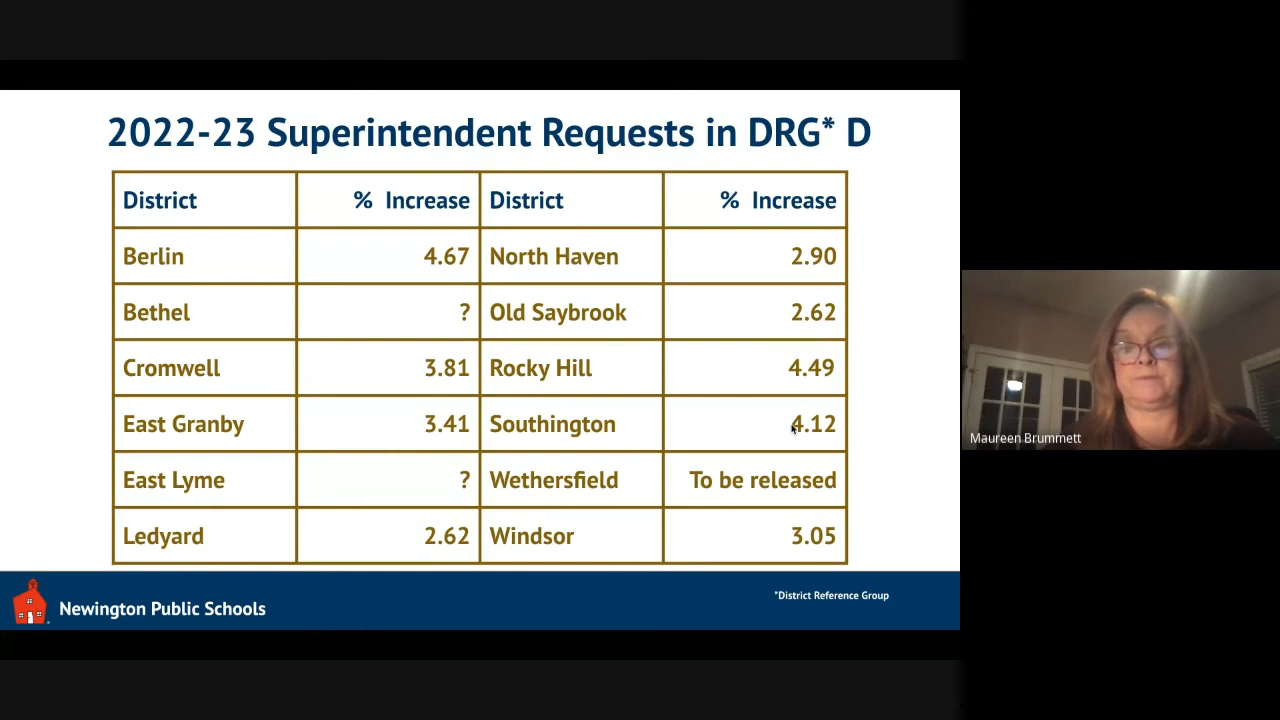 2022-23 Superintendent Requests in DRG* D
District % Increase District % Increase
Berlin 4.67 North Haven 2.90
Bethel ? Old Saybrook 2.62
Cromwell 3.81 Rocky Hill 4.49
East Granby 3.41 Southington 4.12
East Lyme ? Wethersfield To be released
Ledyard 2.62 Windsor 3.05
*District Reference Group
Newington Public Schools
Maureen Brummett